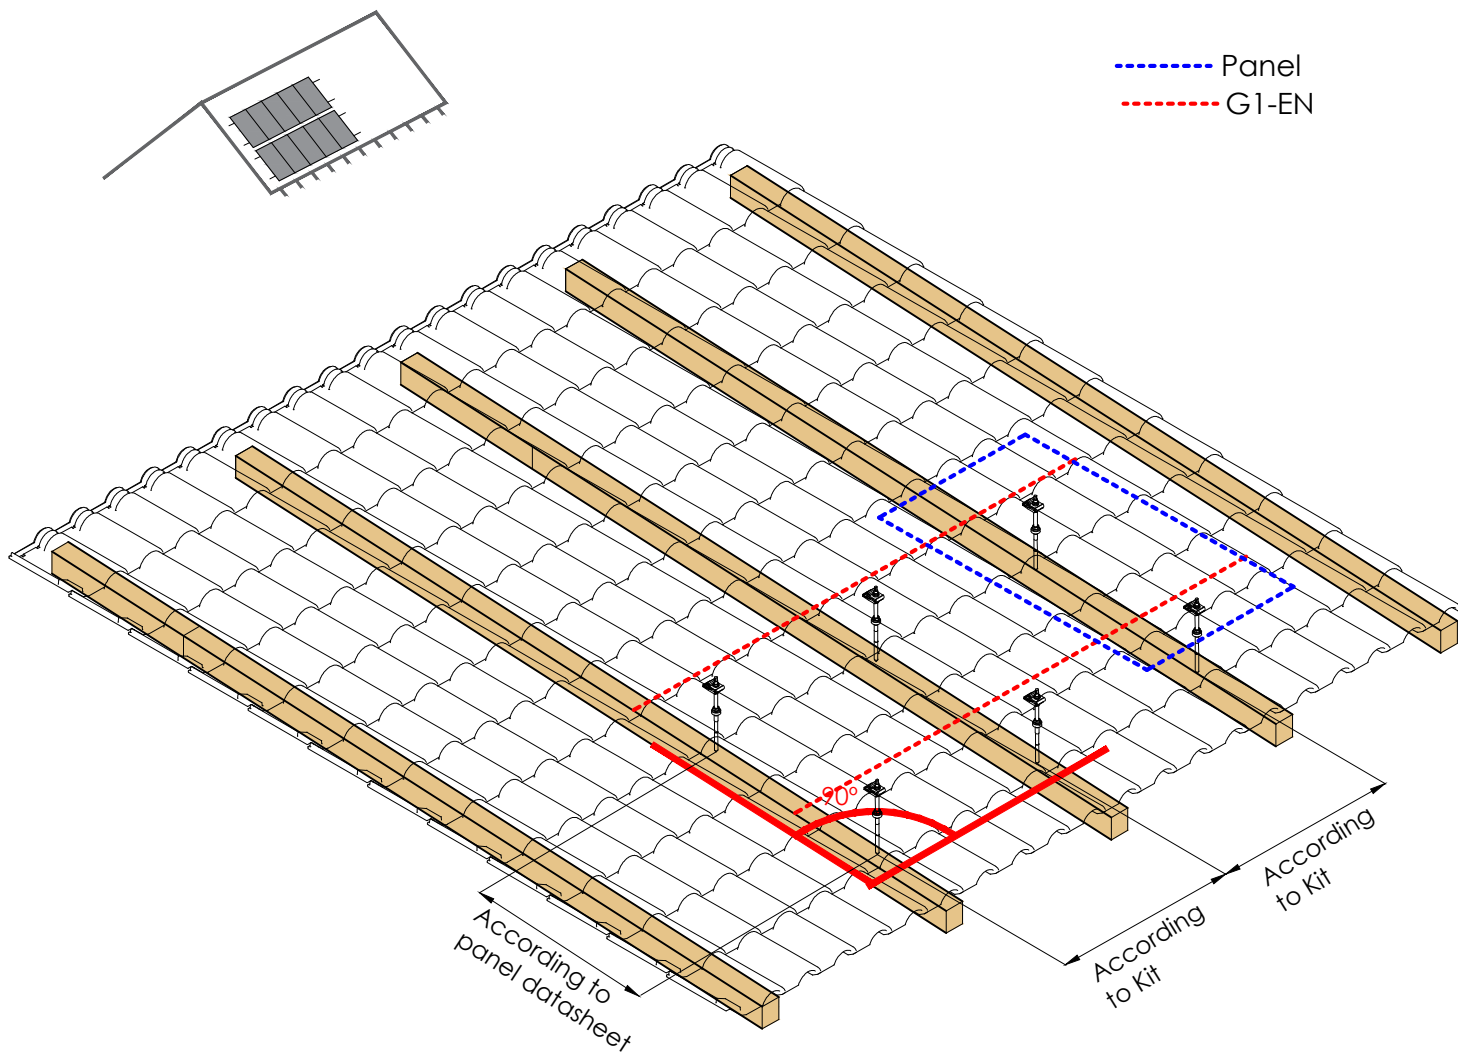 Panel
G1-EN
90°
According
to Kit
According
to Kit
According to
panel datasheet